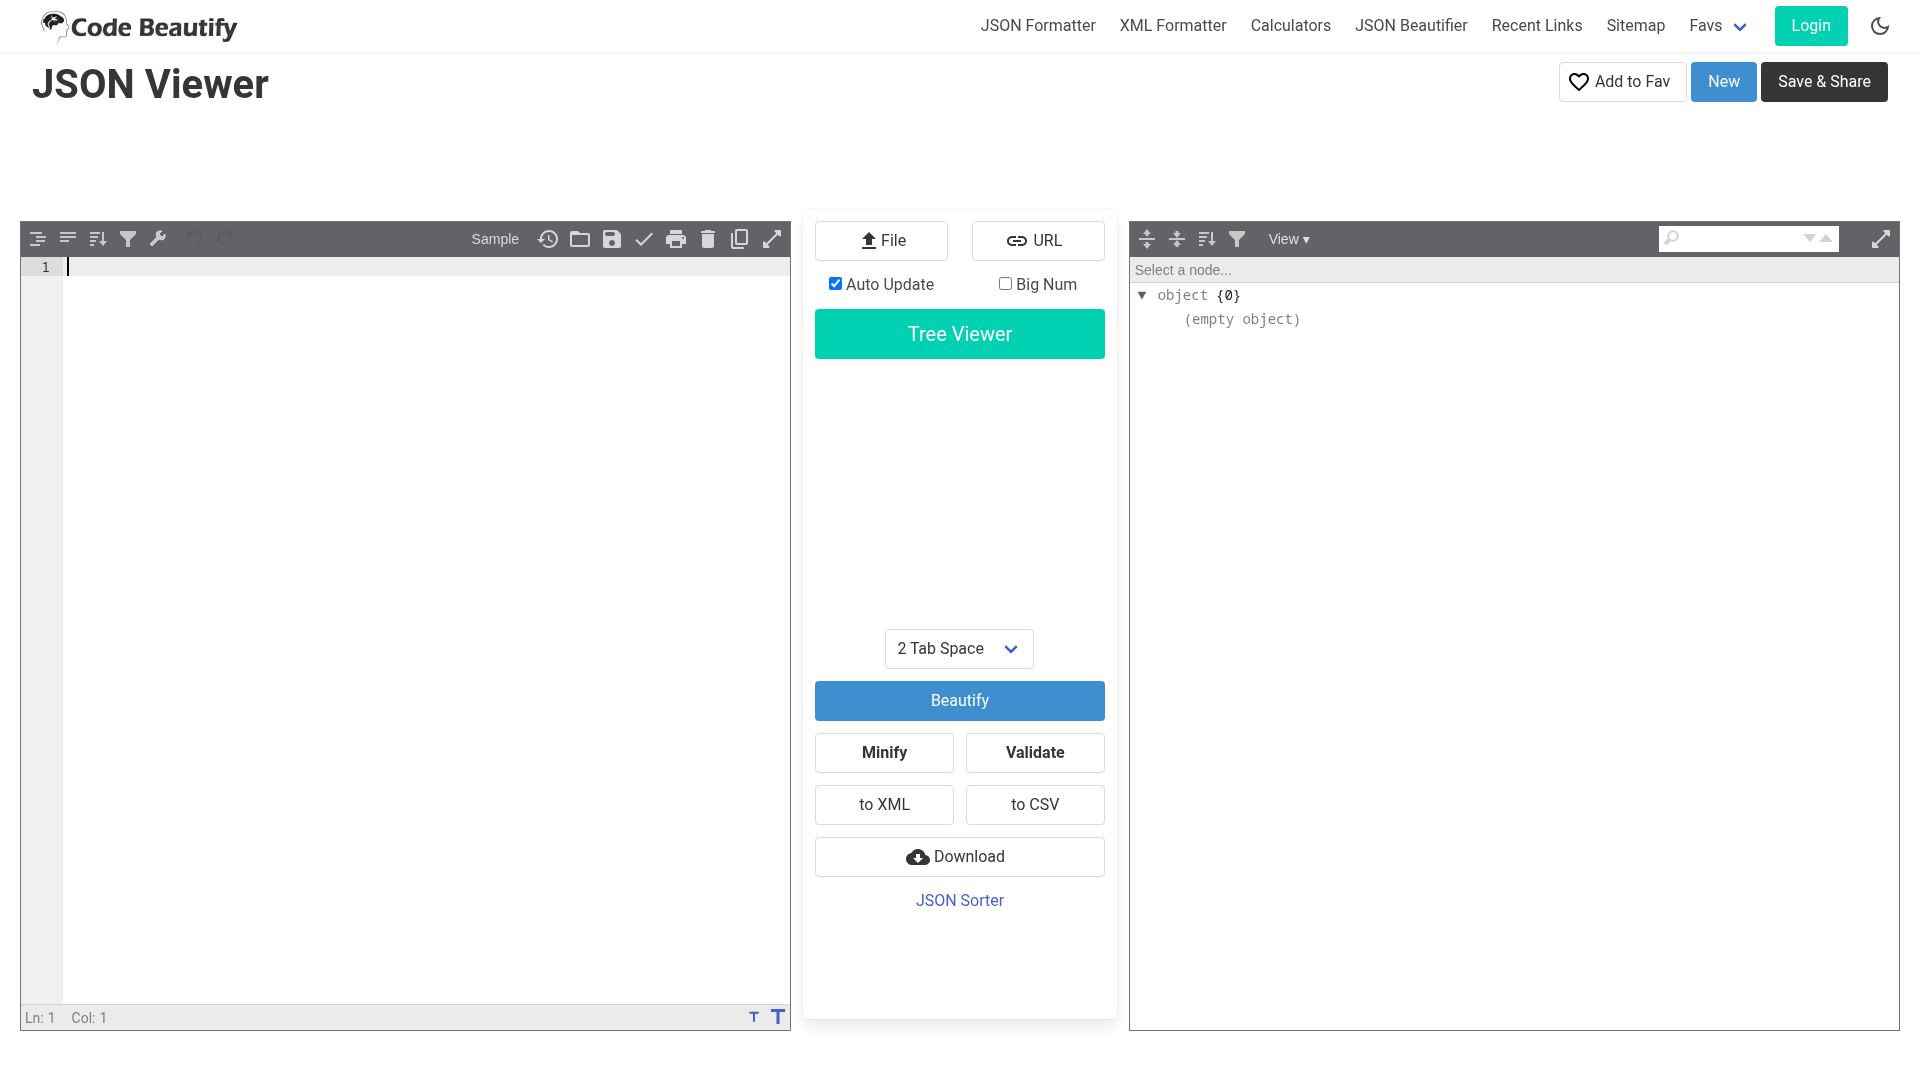 Code Beautify
JSON Formatter XML Formatter Calculators JSON Beautifier Recent Links Sitemap Favs Login
JSON Viewer
Add to Fav New Save & Share
Sample
1
Ln: 1 Col: 1
T T
File URL
Auto Update Big Num
Tree Viewer
2 Tab Space
Beautify
Minify Validate
to XML to CSV
Download
JSON Sorter
View ▾
Select a node...
object {0}
(empty object)